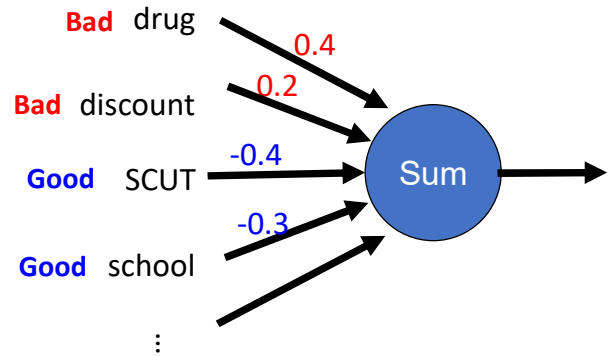 Bad drug
0.4
0.2
Bad discount
-0.4
Good SCUT
Sum
-0.3
Good school
...